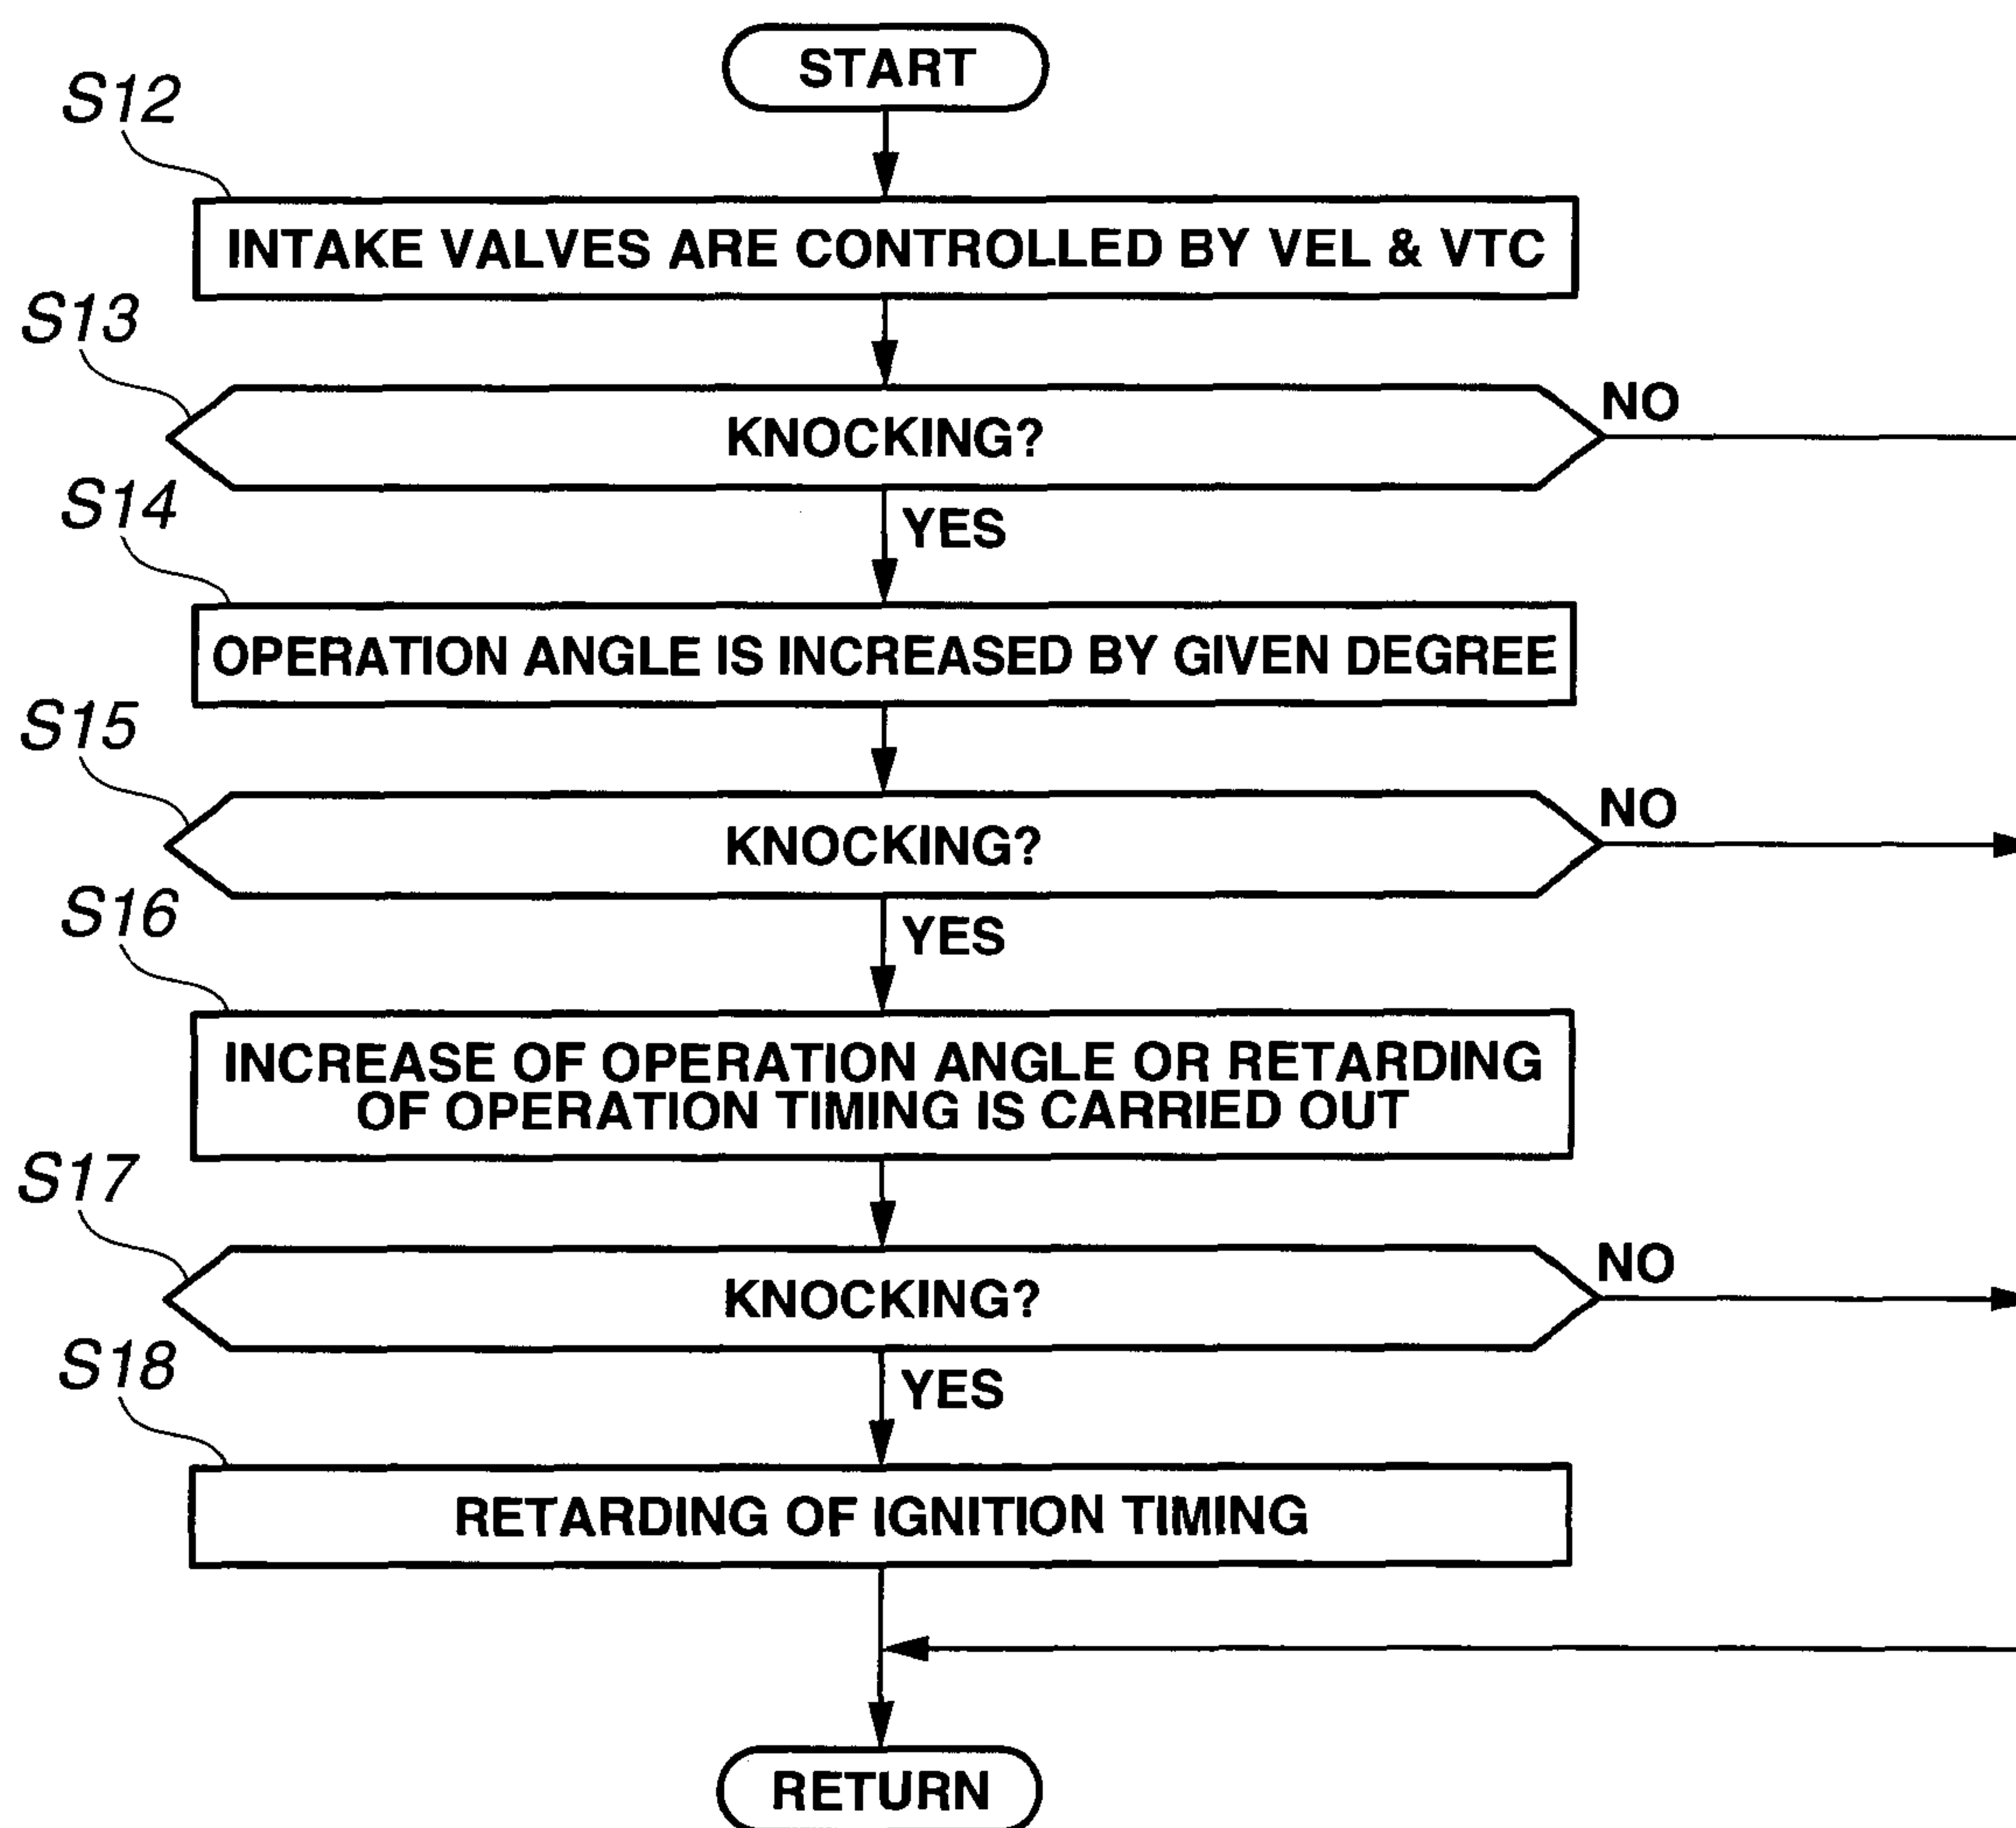 START
S12
INTAKE VALVES ARE CONTROLLED BY VEL & VTC
S13
KNOCKING?
NO
S14
YES
OPERATION ANGLE IS INCREASED BY GIVEN DEGREE
S15
KNOCKING?
NO
S16
YES
INCREASE OF OPERATION ANGLE OR RETARDING
OF OPERATION TIMING IS CARRIED OUT
S17
KNOCKING?
NO
S18
YES
RETARDING OF IGNITION TIMING
RETURN